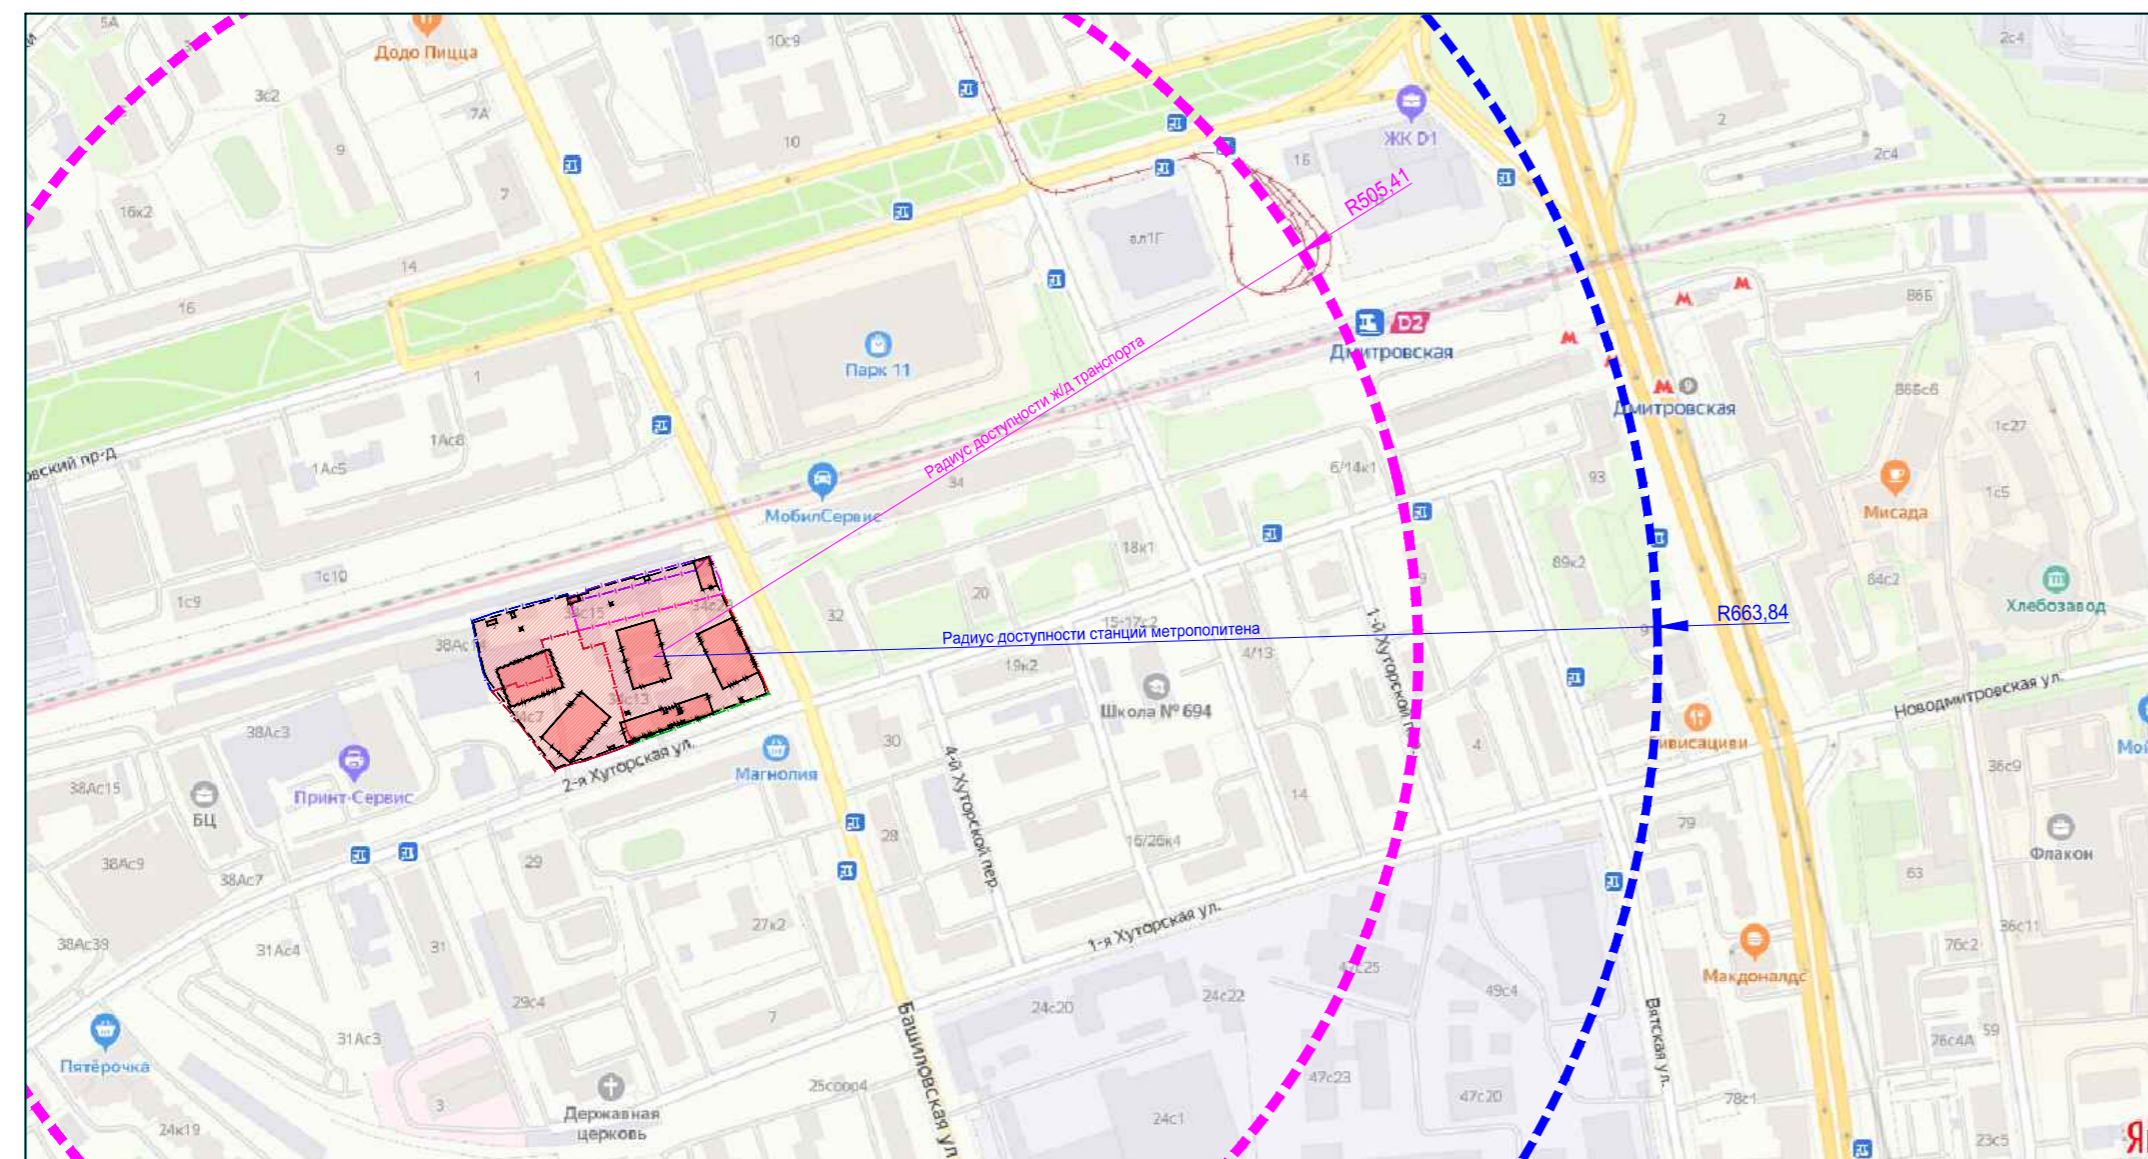 5А
Додо Пицца
10с9
2с4
3с2
7А
9
10
ЖК D1
2
2с4
1Б
7
16к2
R505,41
вл1Г
14
16
86Б
D2
Дмитровская
Парк 11
Радиус доступности ж/д транспорта
1
86Бс6
Дмитровская
1с27
1Ас8
1Ас5
6/14к1
93
34
1с5
Мисада
МобилСервис
18к1
89к2
1с10
1с9
20
32
84с2
Хлебозавод
34с15
R663,84
15-17с2
Радиус доступности станций метрополитена
4/13
19к2
1-й Хуторской
Школа № 694
Новодмитровская ул.
34с7
38Ас3
30
4
2-я Хуторская ул.
Магнолия
38Ас15
Принт-Сервис
БЦ
4-й Хуторской пер.
36с9
14
28
16/26к4
79
Флакон
38Ас9
38Ас7
29
63
27к2
1-я Хуторская ул.
36с11
38Ас39
31Ас4
31
76с2
47с25
Макдоналдс
29с4
24с20
24с22
49с4
7
Башиловская ул
Вятская ул.
59
31Ас3
76с4А
Пятёрочка
47с23
25соор4
47с20
78с1
3
Державная
церковь
24с1
24к19
23с5
Я